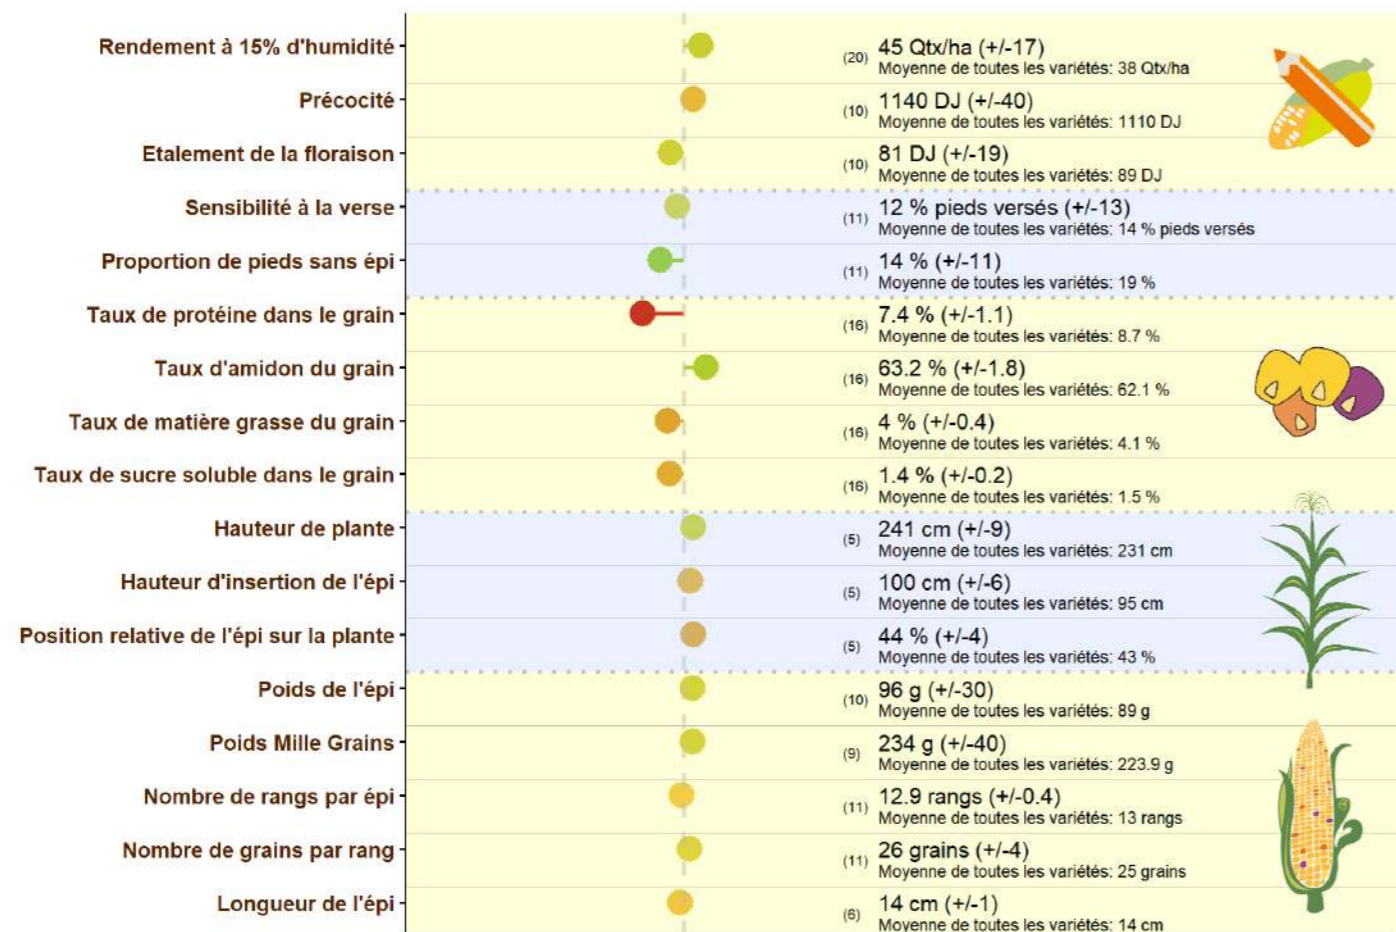 Rendement à 15% d'humidité
(20) 45 Qtx/ha (+/-17)
Moyenne de toutes les variétés: 38 Qtx/ha
Précocité
(10) 1140 DJ (+/-40)
Moyenne de toutes les variétés: 1110 DJ
Etalement de la floraison
(10) 81 DJ (+/-19)
Moyenne de toutes les variétés: 89 DJ
Sensibilité à la verse
(11) 12 % pieds versés (+/-13)
Moyenne de toutes les variétés: 14 % pieds versés
Proportion de pieds sans épi
(11) 14 % (+/-11)
Moyenne de toutes les variétés: 19 %
Taux de protéine dans le grain
(16) 7.4 % (+/-1.1)
Moyenne de toutes les variétés: 8.7 %
Taux d'amidon du grain
(16) 63.2 % (+/-1.8)
Moyenne de toutes les variétés: 62.1 %
Taux de matière grasse du grain
(16) 4 % (+/-0.4)
Moyenne de toutes les variétés: 4.1 %
Taux de sucre soluble dans le grain
(16) 1.4 % (+/-0.2)
Moyenne de toutes les variétés: 1.5 %
Hauteur de plante
(5) 241 cm (+/-9)
Moyenne de toutes les variétés: 231 cm
Hauteur d'insertion de l'épi
(5) 100 cm (+/-6)
Moyenne de toutes les variétés: 95 cm
Position relative de l'épi sur la plante
(5) 44 % (+/-4)
Moyenne de toutes les variétés: 43 %
Poids de l'épi
(10) 96 g (+/-30)
Moyenne de toutes les variétés: 89 g
Poids Mille Grains
(9) 234 g (+/-40)
Moyenne de toutes les variétés: 223.9 g
Nombre de rangs par épi
(11) 12.9 rangs (+/-0.4)
Moyenne de toutes les variétés: 13 rangs
Nombre de grains par rang
(11) 26 grains (+/-4)
Moyenne de toutes les variétés: 25 grains
Longueur de l'épi
(6) 14 cm (+/-1)
Moyenne de toutes les variétés: 14 cm